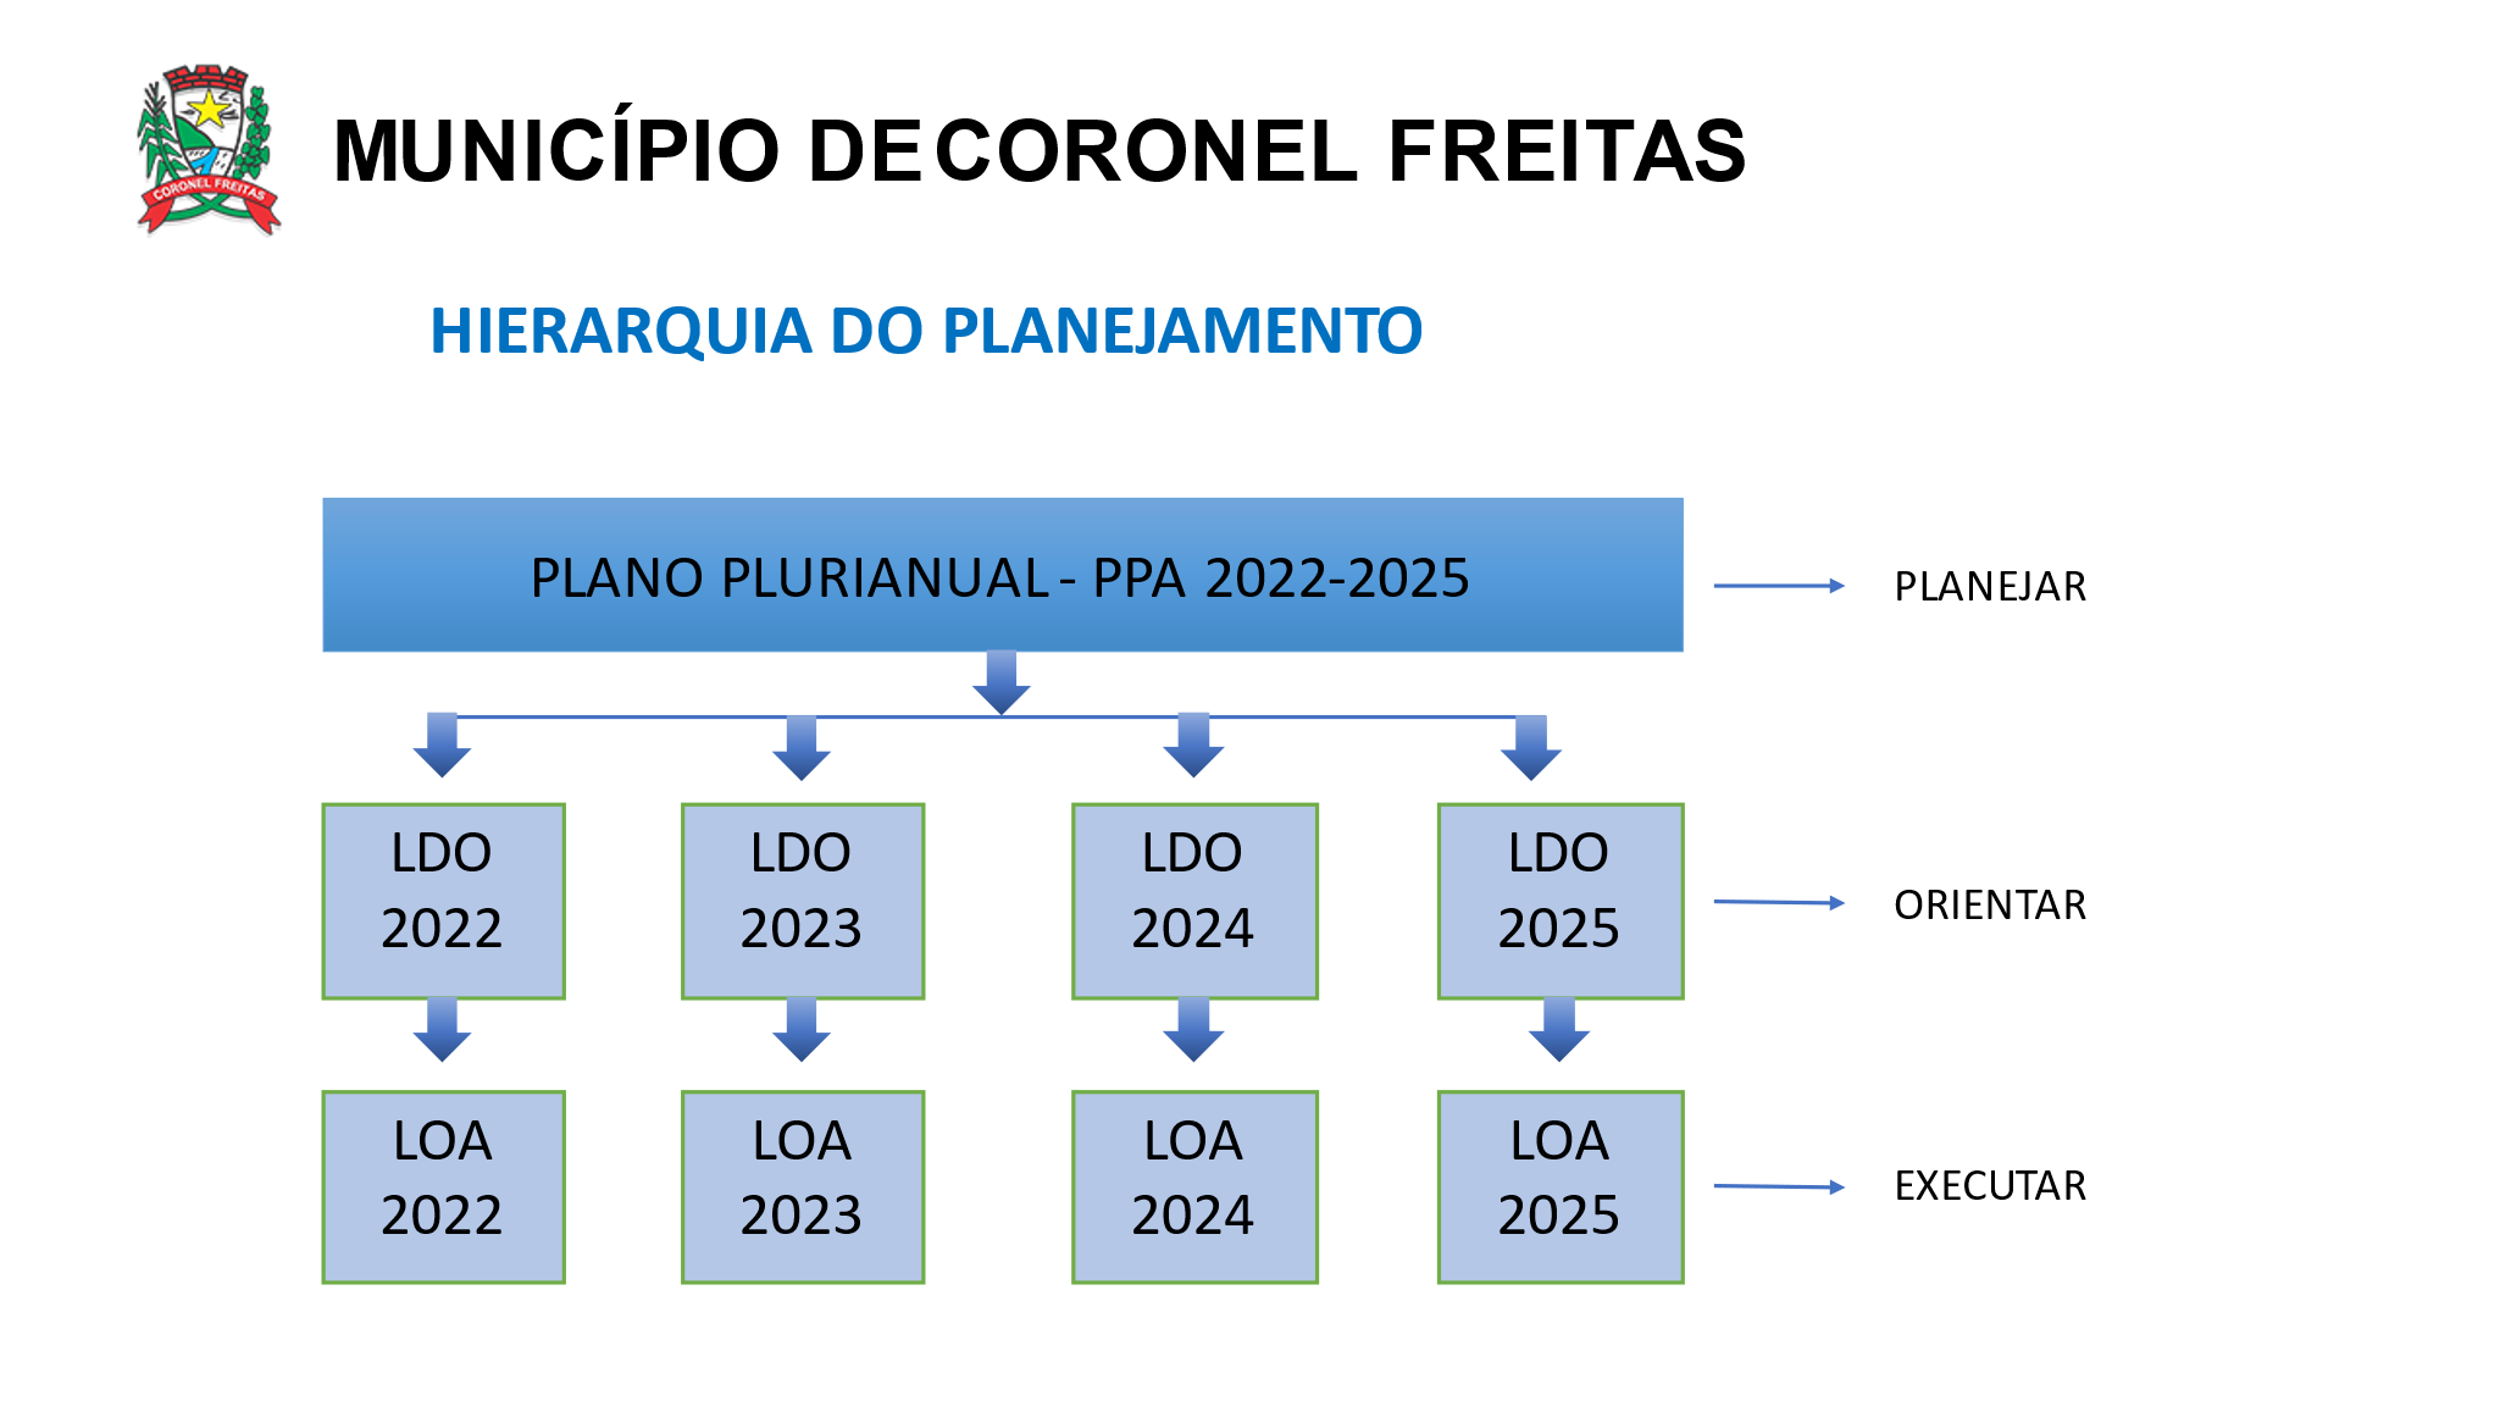 CORONEL FREITAS
MUNICÍPIO DE CORONEL FREITAS
HIERARQUIA DO PLANEJAMENTO
PLANO PLURIANUAL - PPA 2022-2025
PLANEJAR
LDO
2022
LDO
2023
LDO
2024
LDO
2025
ORIENTAR
LOA
2022
LOA
2023
LOA
2024
LOA
2025
EXECUTAR